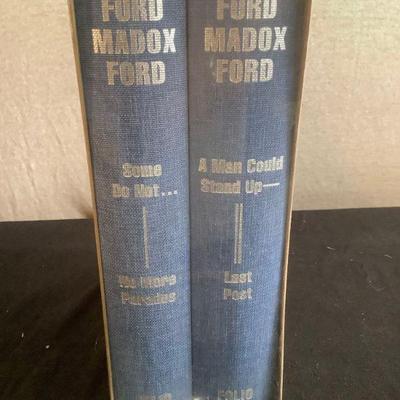 FORD
MADOX
FORD
Some
Do Not...
No More
Parades
FOLIO
FORD
MADOX
FORD
A Man Could
Stand Up—
Last
Post
FOLIO